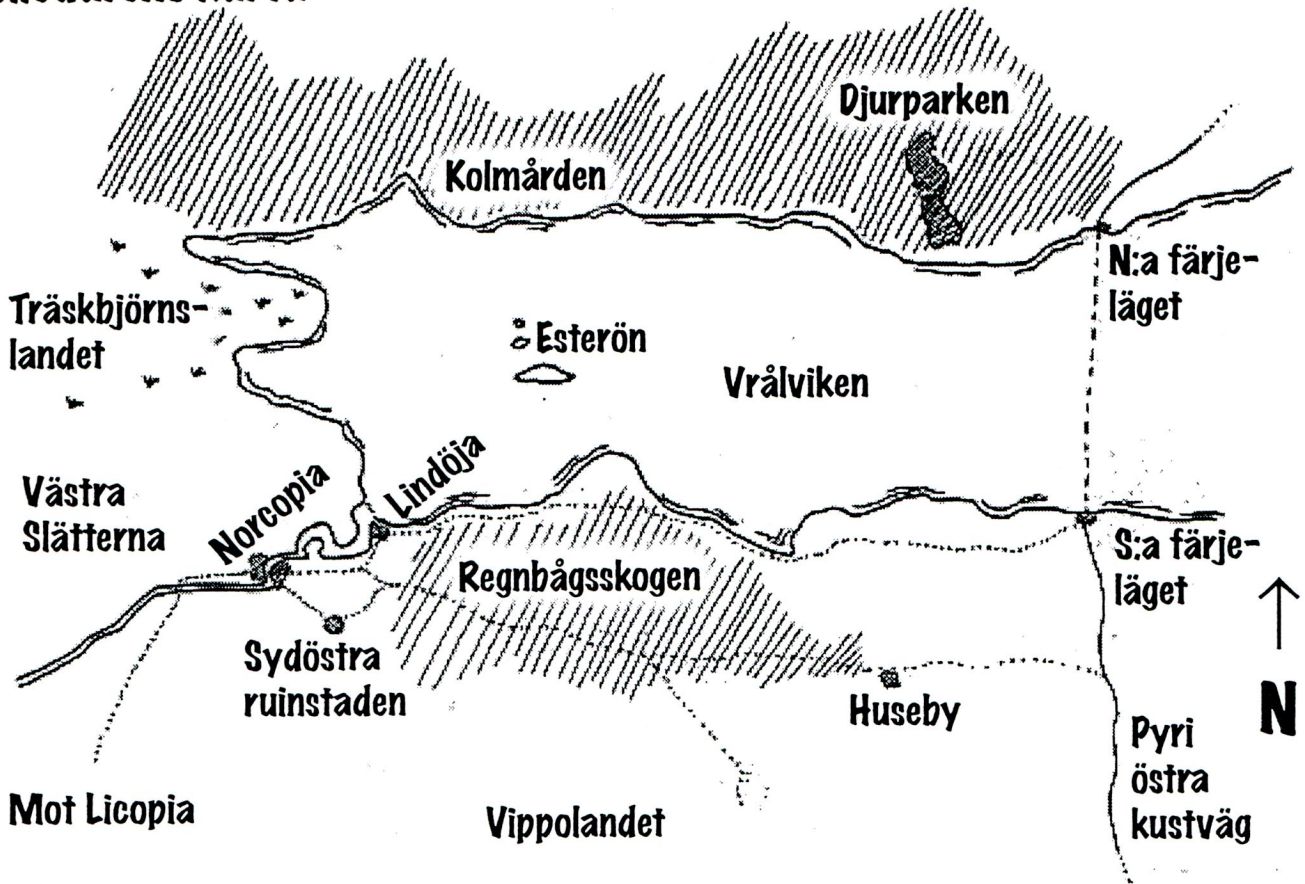 Djurparken
Kolmården
N:a färje-
läget
Träskbjörns-
landet
Esterön
Vrålviken
Lindöja
Norcopia
Västra
Slätterna
S:a färje-
läget
Regnbågsskogen
Sydöstra
ruinstaden
Huseby
N
Pyri
östra
kustväg
Mot Licopia
Vippolandet